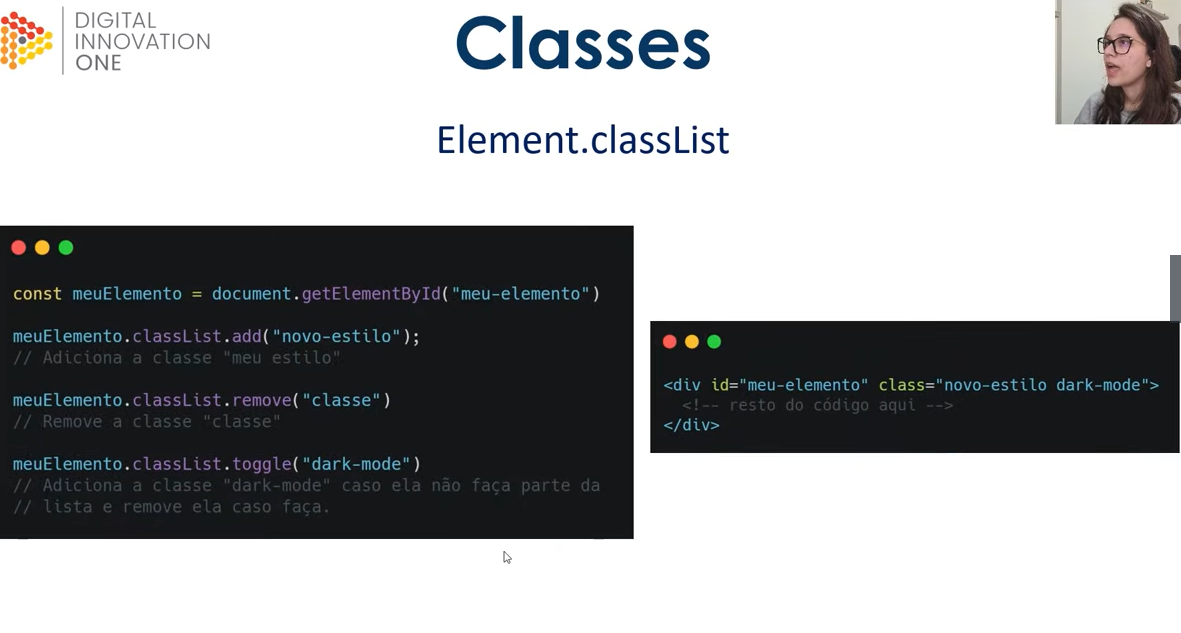 DIGITAL
INNOVATION
ONE
Classes
Element.classList
const meuElemento = document.getElementById("meu-elemento")
meuElemento.classList.add("novo-estilo");
// Adiciona a classe "meu estilo"
meuElemento.classList.remove("classe")
// Remove a classe "classe"
meuElemento.classList.toggle("dark-mode")
// Adiciona a classe "dark-mode" caso ela não faça parte da
// lista e remove ela caso faça.
<div id="meu-elemento" class="novo-estilo dark-mode">
<!-- resto do código aqui -->
</div>